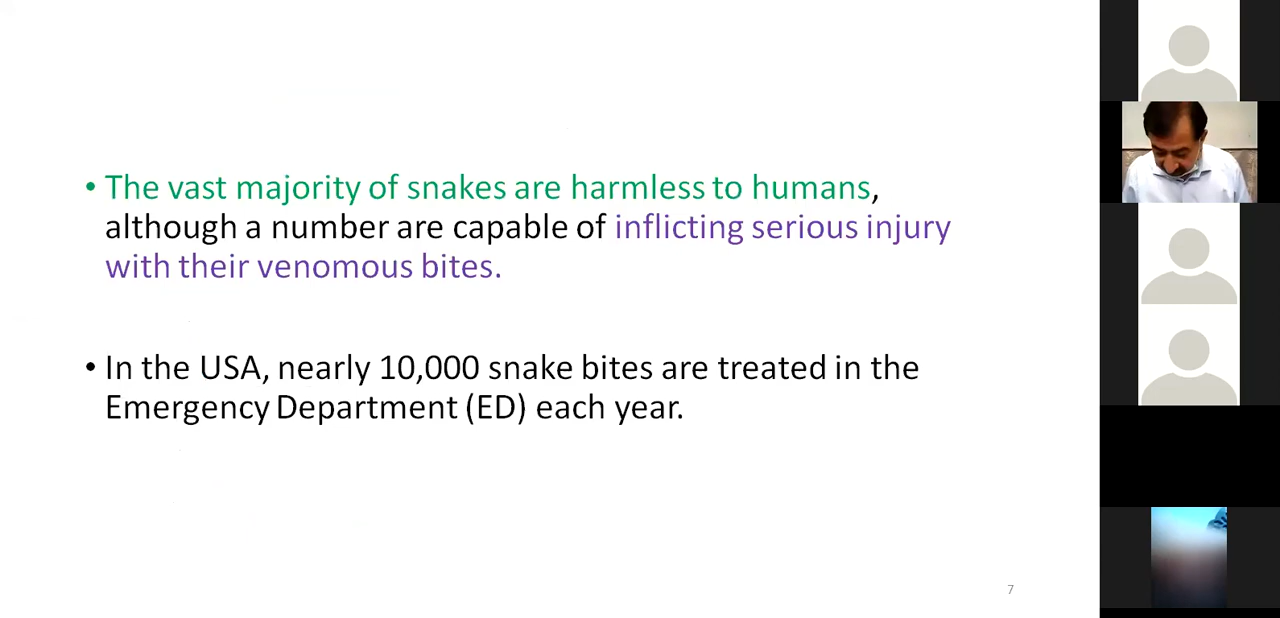 • The vast majority of snakes are harmless to humans,
although a number are capable of inflicting serious injury
with their venomous bites.
• In the USA, nearly 10,000 snake bites are treated in the
Emergency Department (ED) each year.
7